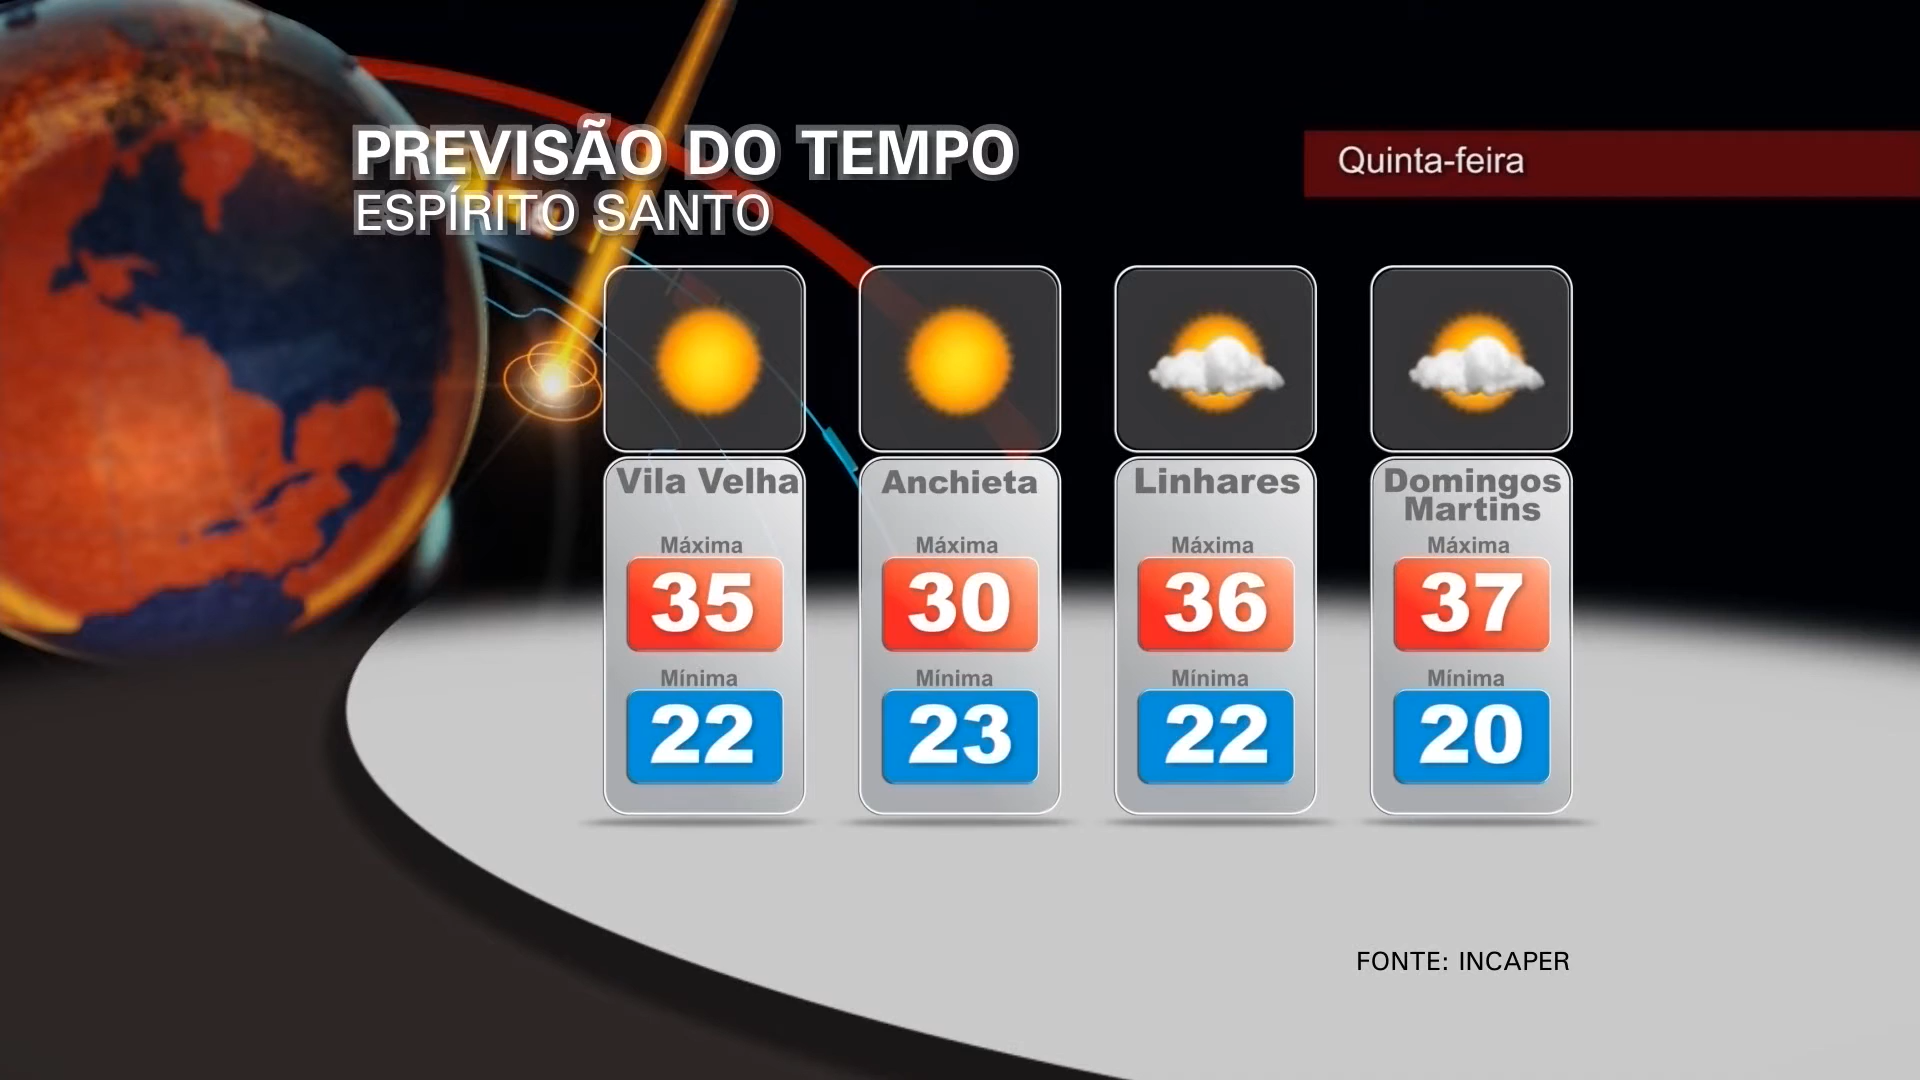 PREVISÃO DO TEMPO
ESPÍRITO SANTO
Quinta-feira
Vila Velha
Máxima
35
Mínima
22
Anchieta
Máxima
30
Mínima
23
Linhares
Máxima
36
Mínima
22
Domingos
Martins
Máxima
37
Mínima
20
FONTE: INCAPER